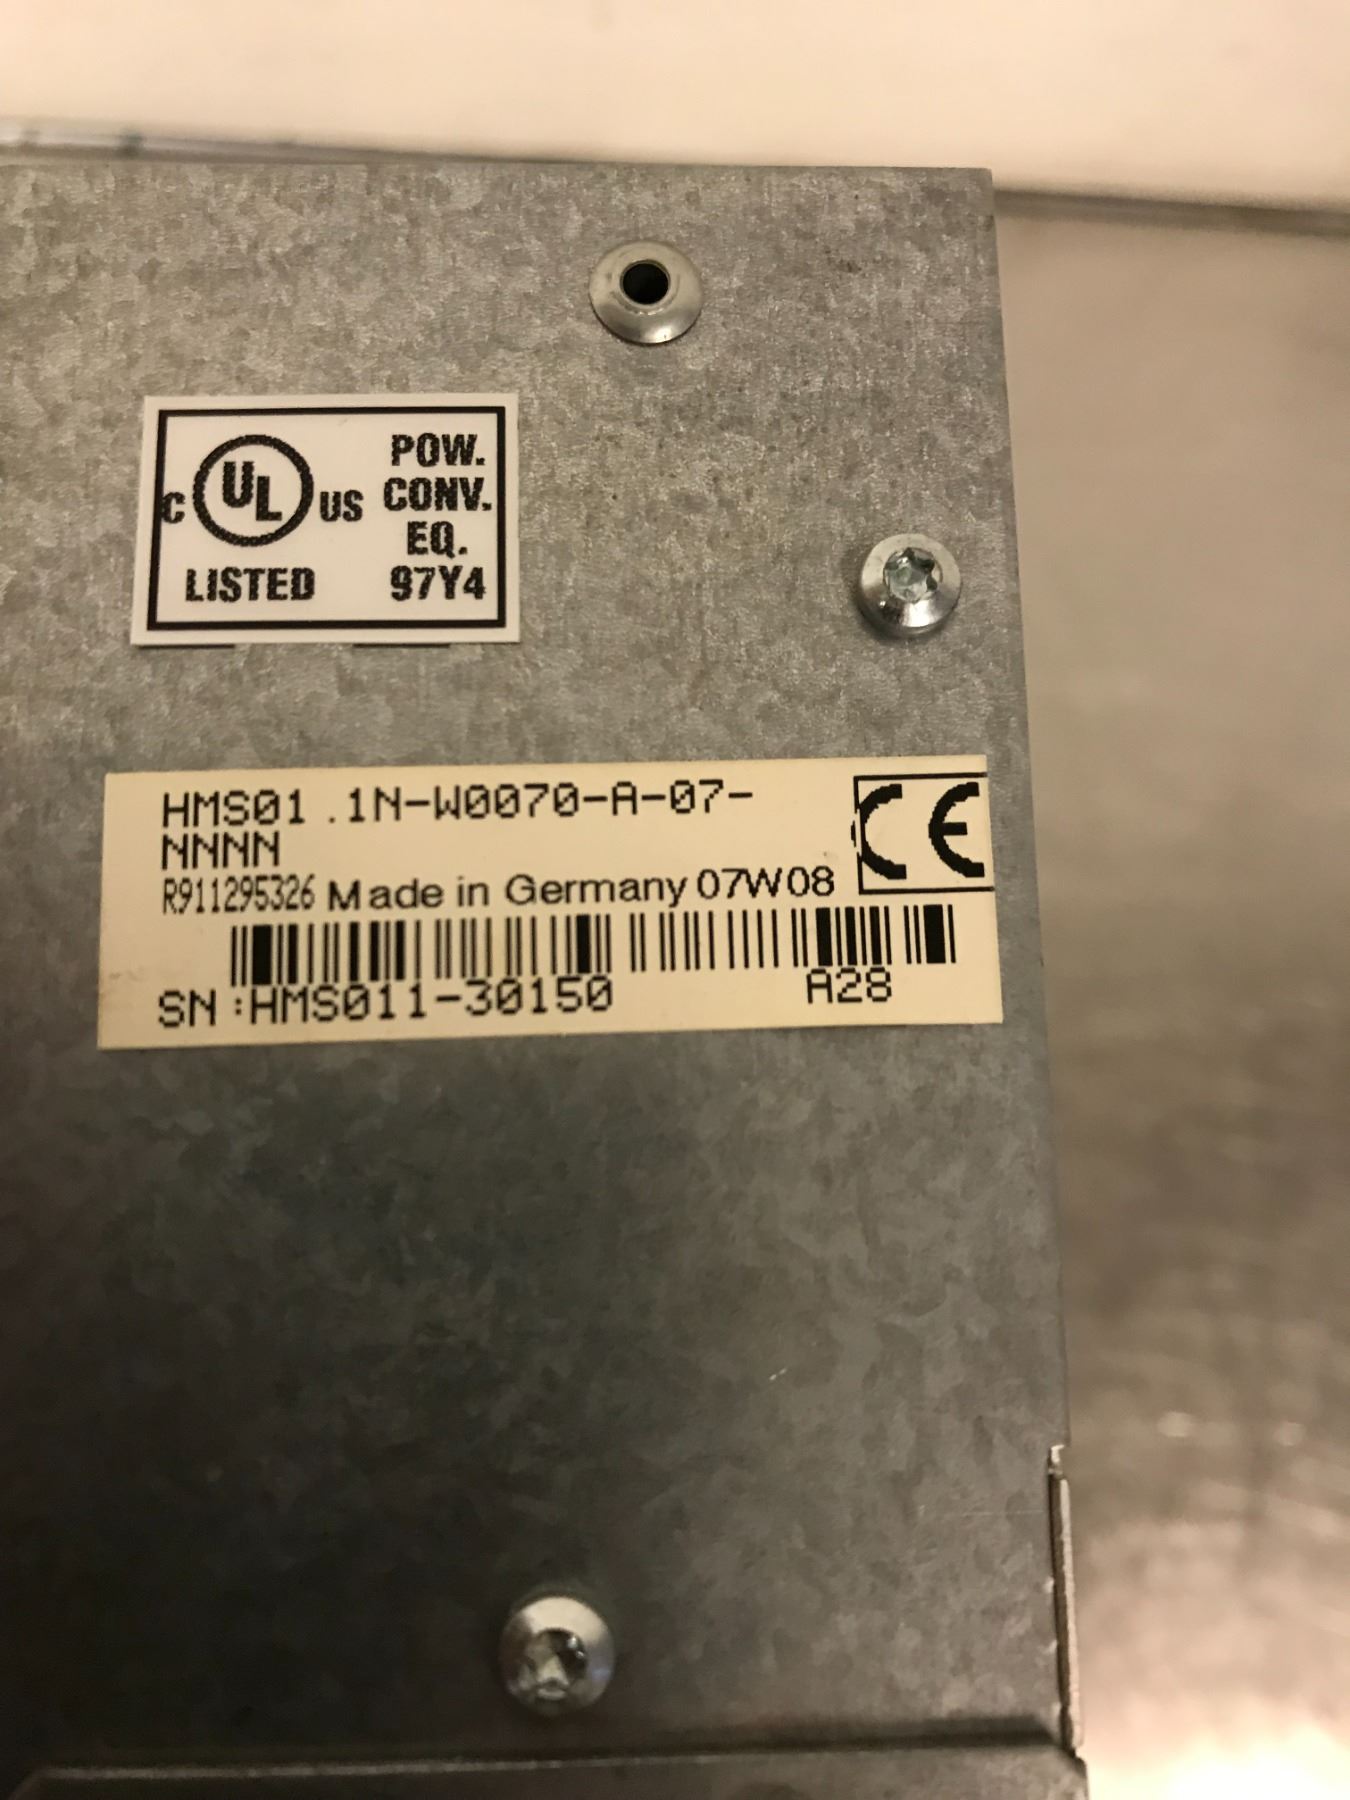 C UL US
LISTED
POW.
CONV.
EQ.
97Y4
HMS01.1N-W0070-A-07-
NNNN
R911295326 Made in Germany 07W08
CE
SN:HMS011-30150 A28